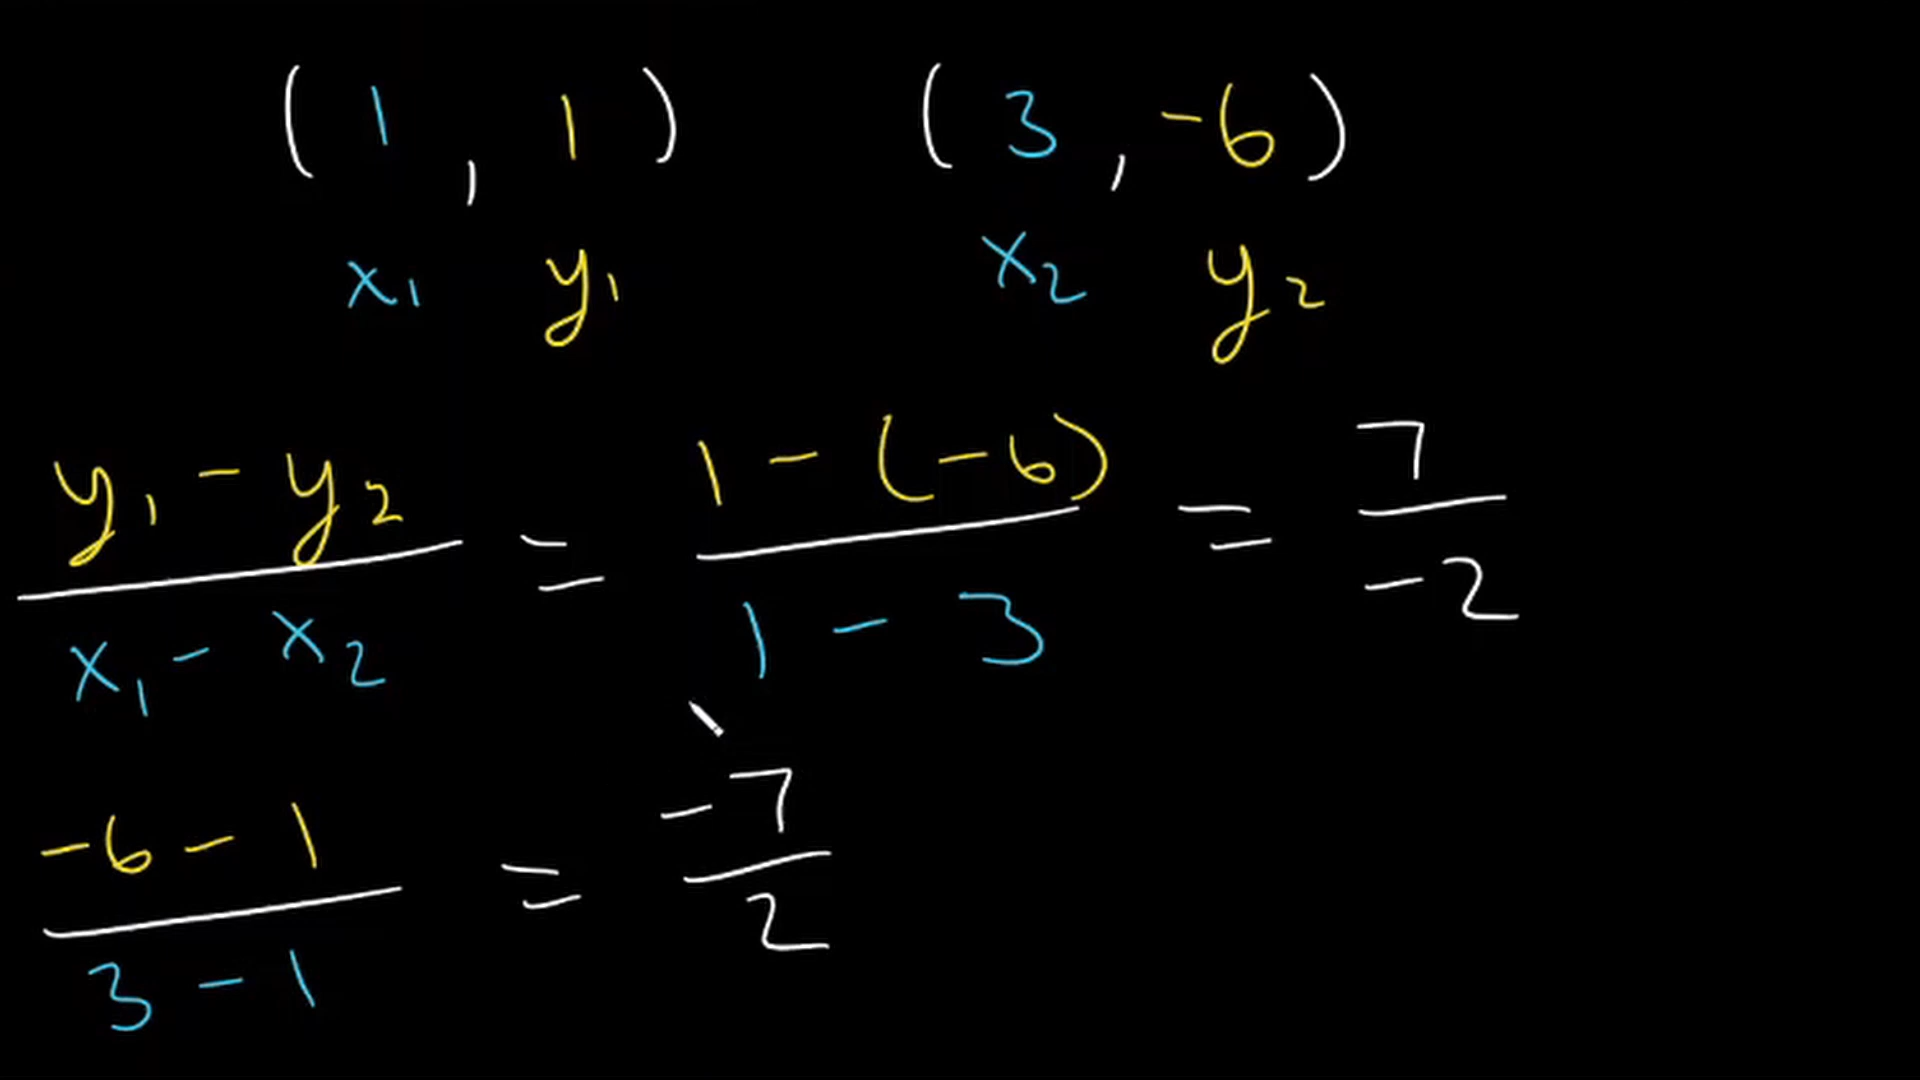 (1, 1) (3, -6)
x₁ y₁ x₂ y₂
y₁ - y₂ / x₁ - x₂ = 1 - (-6) / 1 - 3 = 7 / -2
-6 - 1 / 3 - 1 = -7 / 2